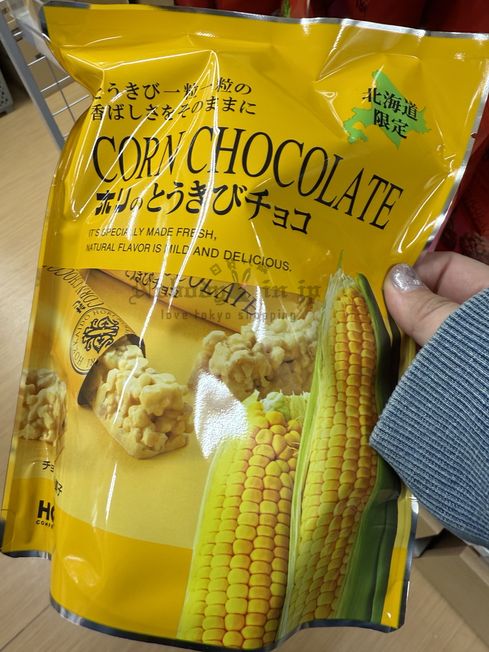 とうきび一粒一粒の
香ばしさをそのままに
北海道
限定
CORN CHOCOLATE
ホリのとうきびチョコ
IT'S SPECIALLY MADE FRESH,
NATURAL FLAVOR IS MILD AND DELICIOUS.
love tokyo shopping